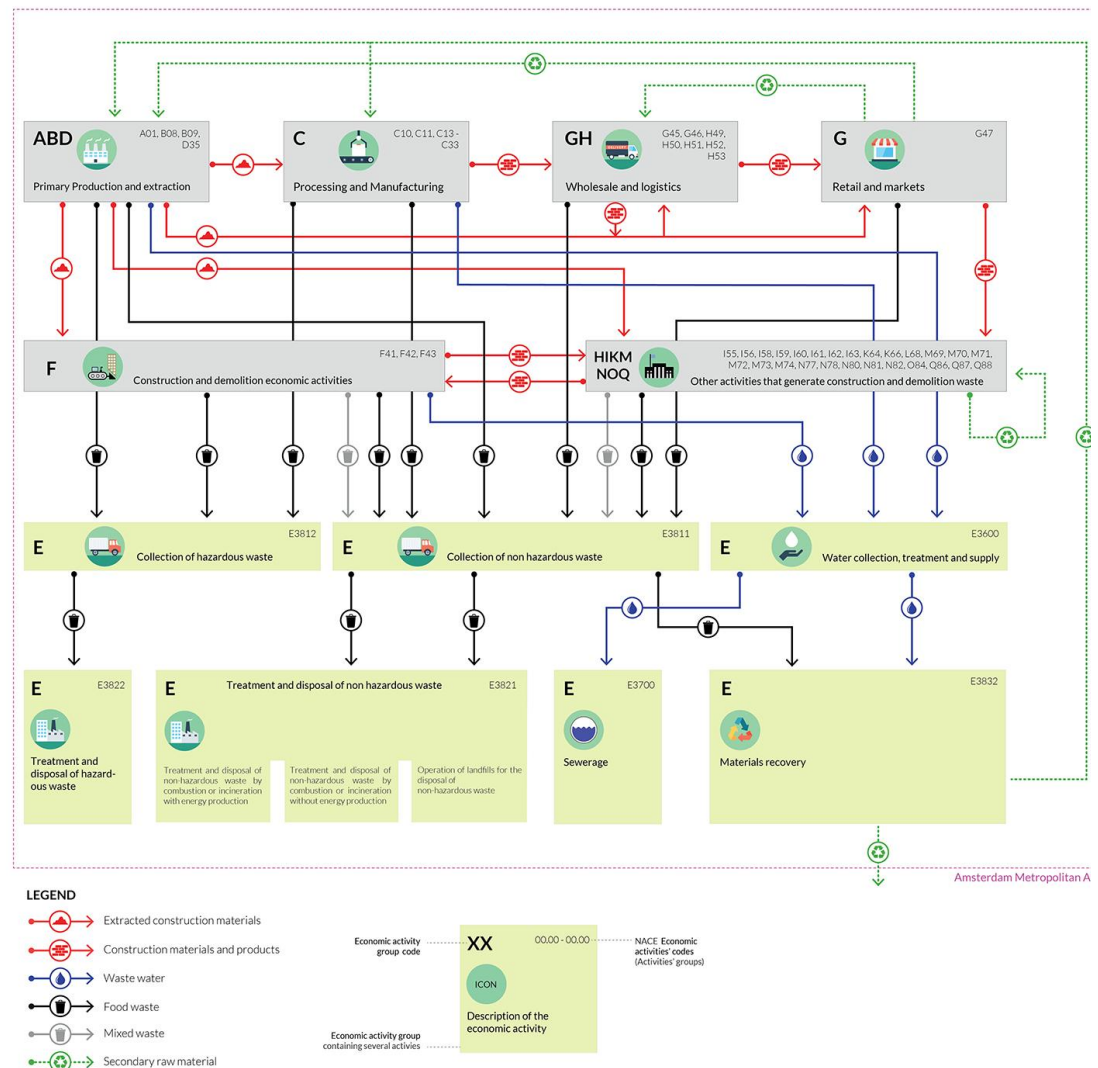 ABD
A01, B08, B09,
D35
Primary Production and extraction
C
C10, C11, C13 -
C33
Processing and Manufacturing
GH
G45, G46, H49,
H50, H51, H52,
H53
Wholesale and logistics
G
G47
Retail and markets
F
F41, F42, F43
Construction and demolition economic activities
HIKM
NOQ
I55, I56, I58, I59, I60, I61, I62, I63, K64, K66, L68, M69, M70, M71,
M72, M73, M74, N77, N78, N80, N81, N82, O84, Q86, Q87, Q88
Other activities that generate construction and demolition waste
E
E3812
Collection of hazardous waste
E
E3811
Collection of non hazardous waste
E
E3600
Water collection, treatment and supply
E
E3822
Treatment and
disposal of hazard-
ous waste
E
Treatment and disposal of non hazardous waste
E3821
Treatment and disposal of
non-hazardous waste by
combustion or incineration
with energy production
Treatment and disposal of
non-hazardous waste by
combustion or incineration
without energy production
Operation of landfills for the
disposal of
non-hazardous waste
E
E3700
Sewerage
E
E3832
Materials recovery
Amsterdam Metropolitan A
LEGEND
Extracted construction materials
Construction materials and products
Waste water
Food waste
Mixed waste
Secondary raw material
Economic activity
group code
XX
00,00 - 00,00
NACE Economic
activities' codes
(Activities' groups)
ICON
Description of the
economic activity
Economic activity group
containing several activies